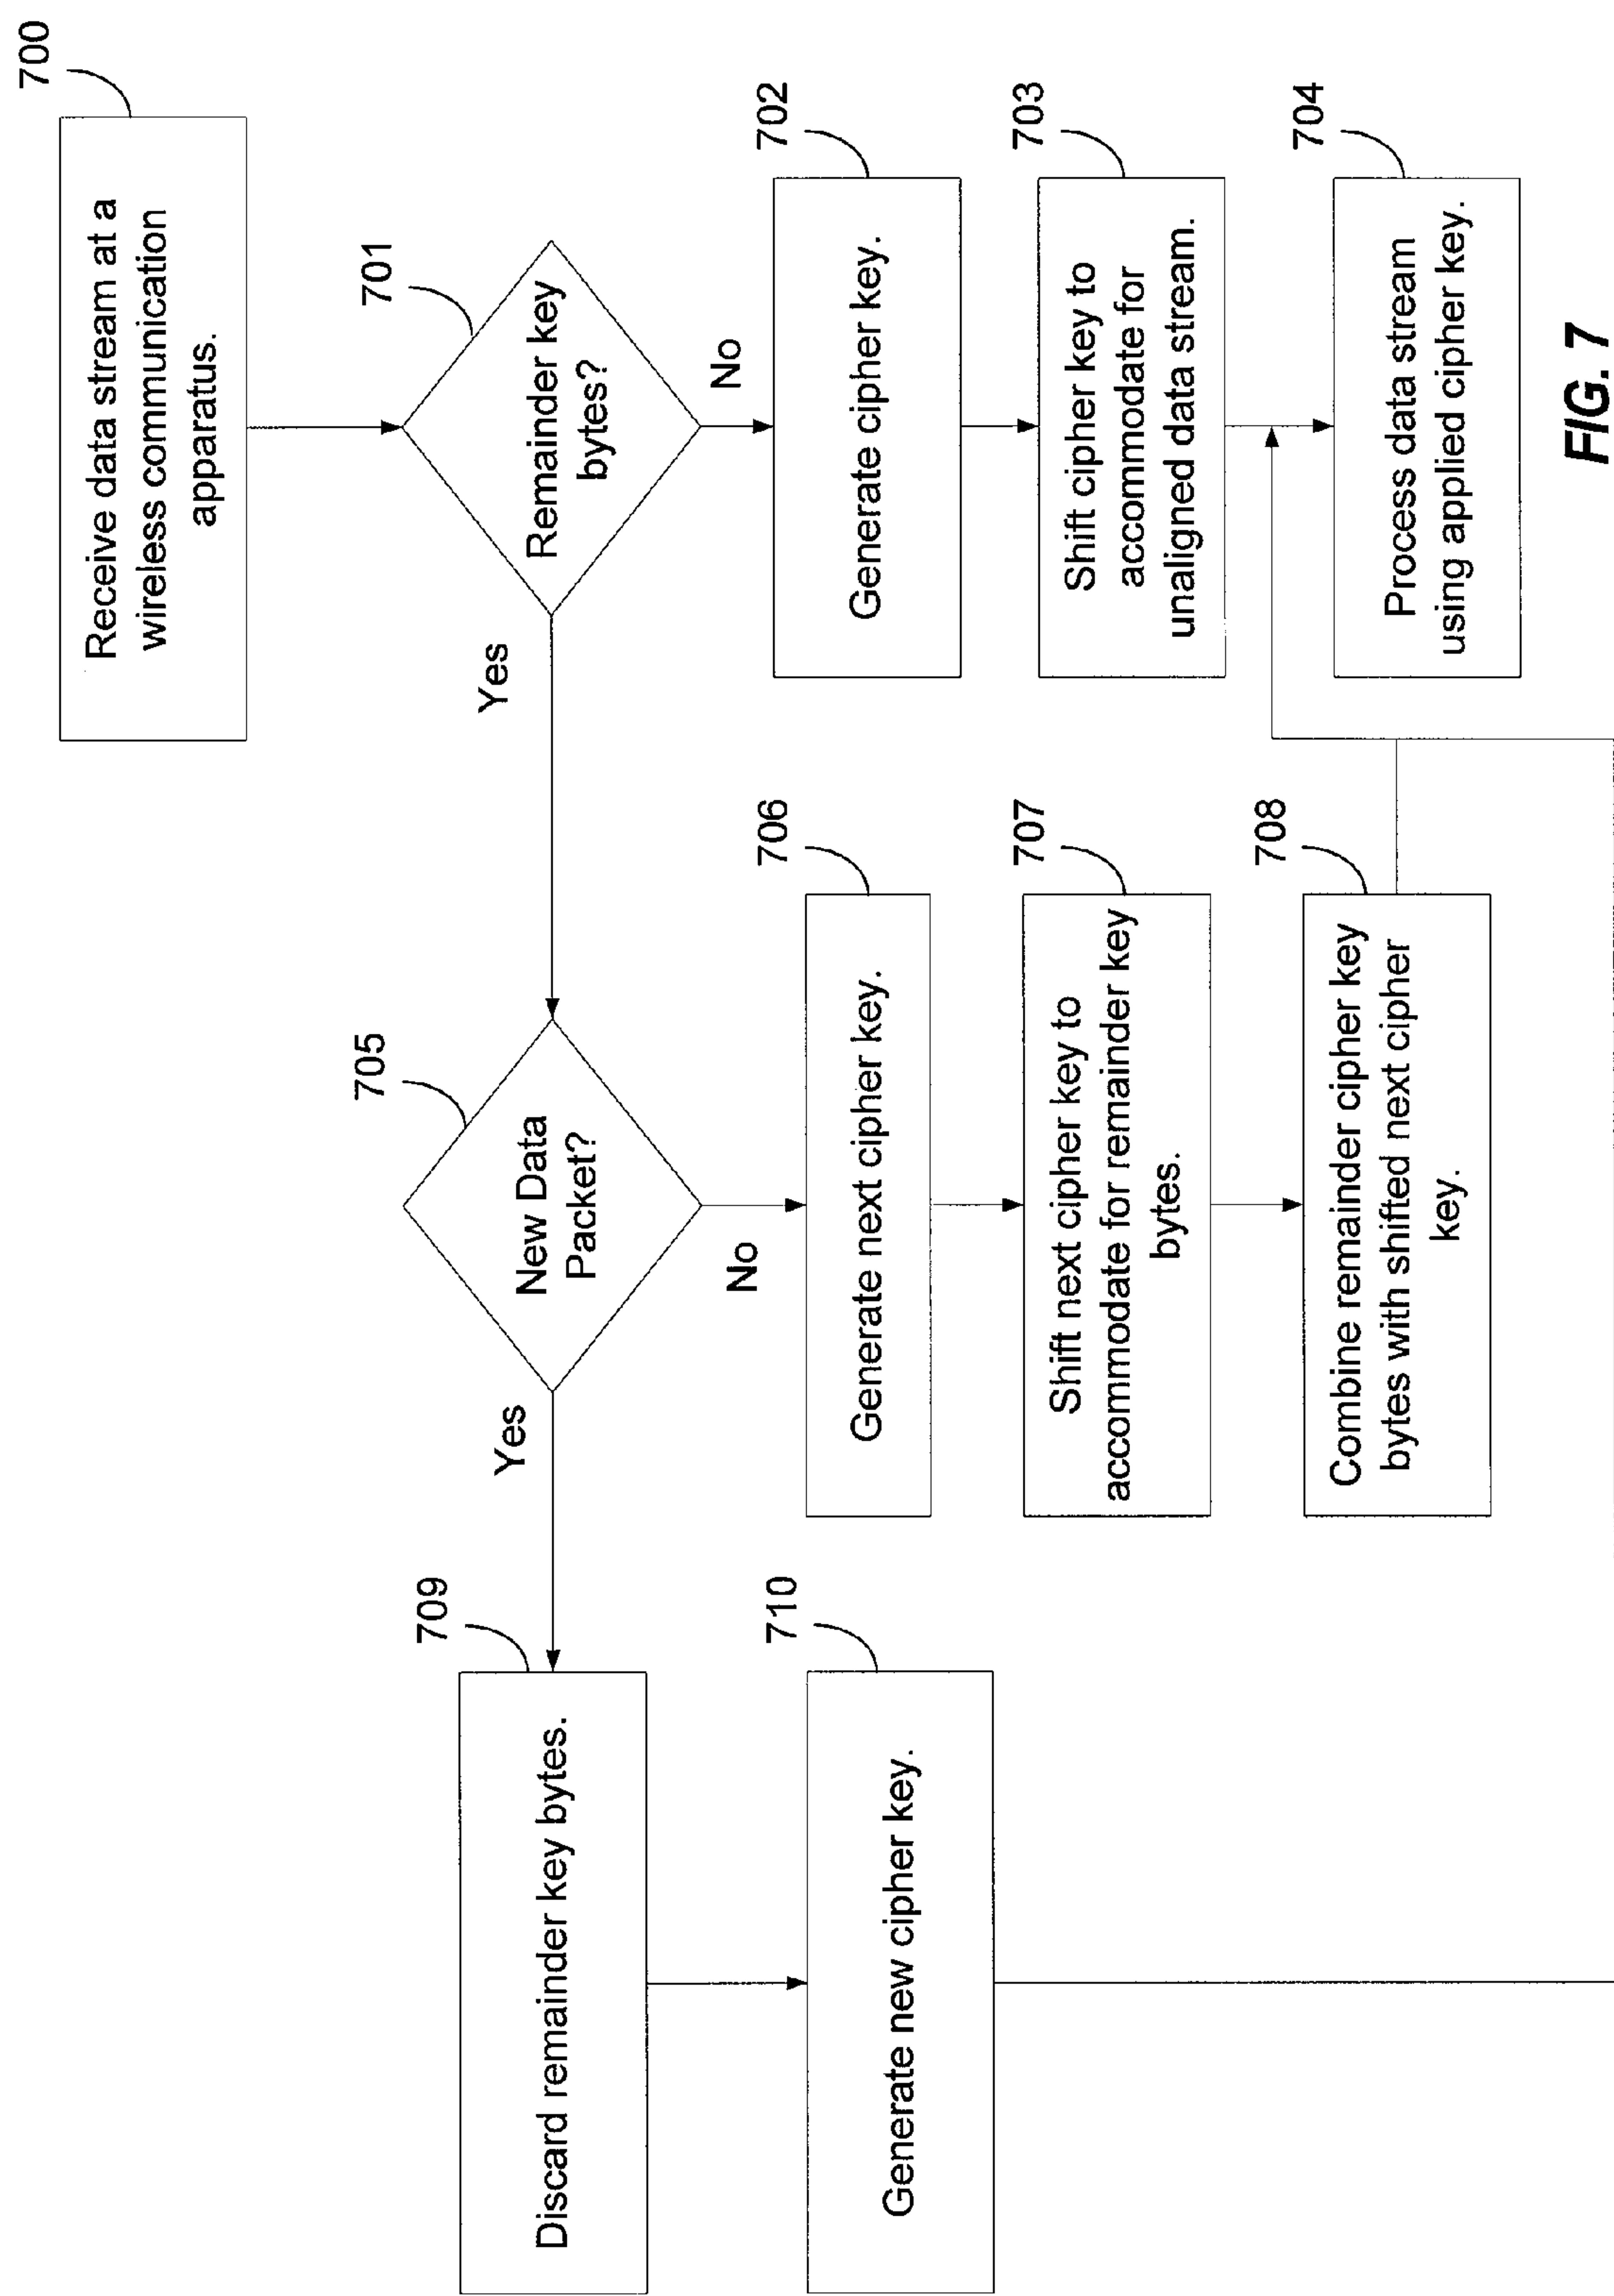 700
Receive data stream at a
wireless communication
apparatus.
701
Remainder key
bytes?
Yes
No
702
Generate cipher key.
703
Shift cipher key to
accommodate for
unaligned data stream.
704
Process data stream
using applied cipher key.
705
New Data
Packet?
Yes
No
706
Generate next cipher key.
707
Shift next cipher key to
accommodate for remainder key
bytes.
708
Combine remainder cipher key
bytes with shifted next cipher
key.
709
Discard remainder key bytes.
710
Generate new cipher key.
FIG. 7